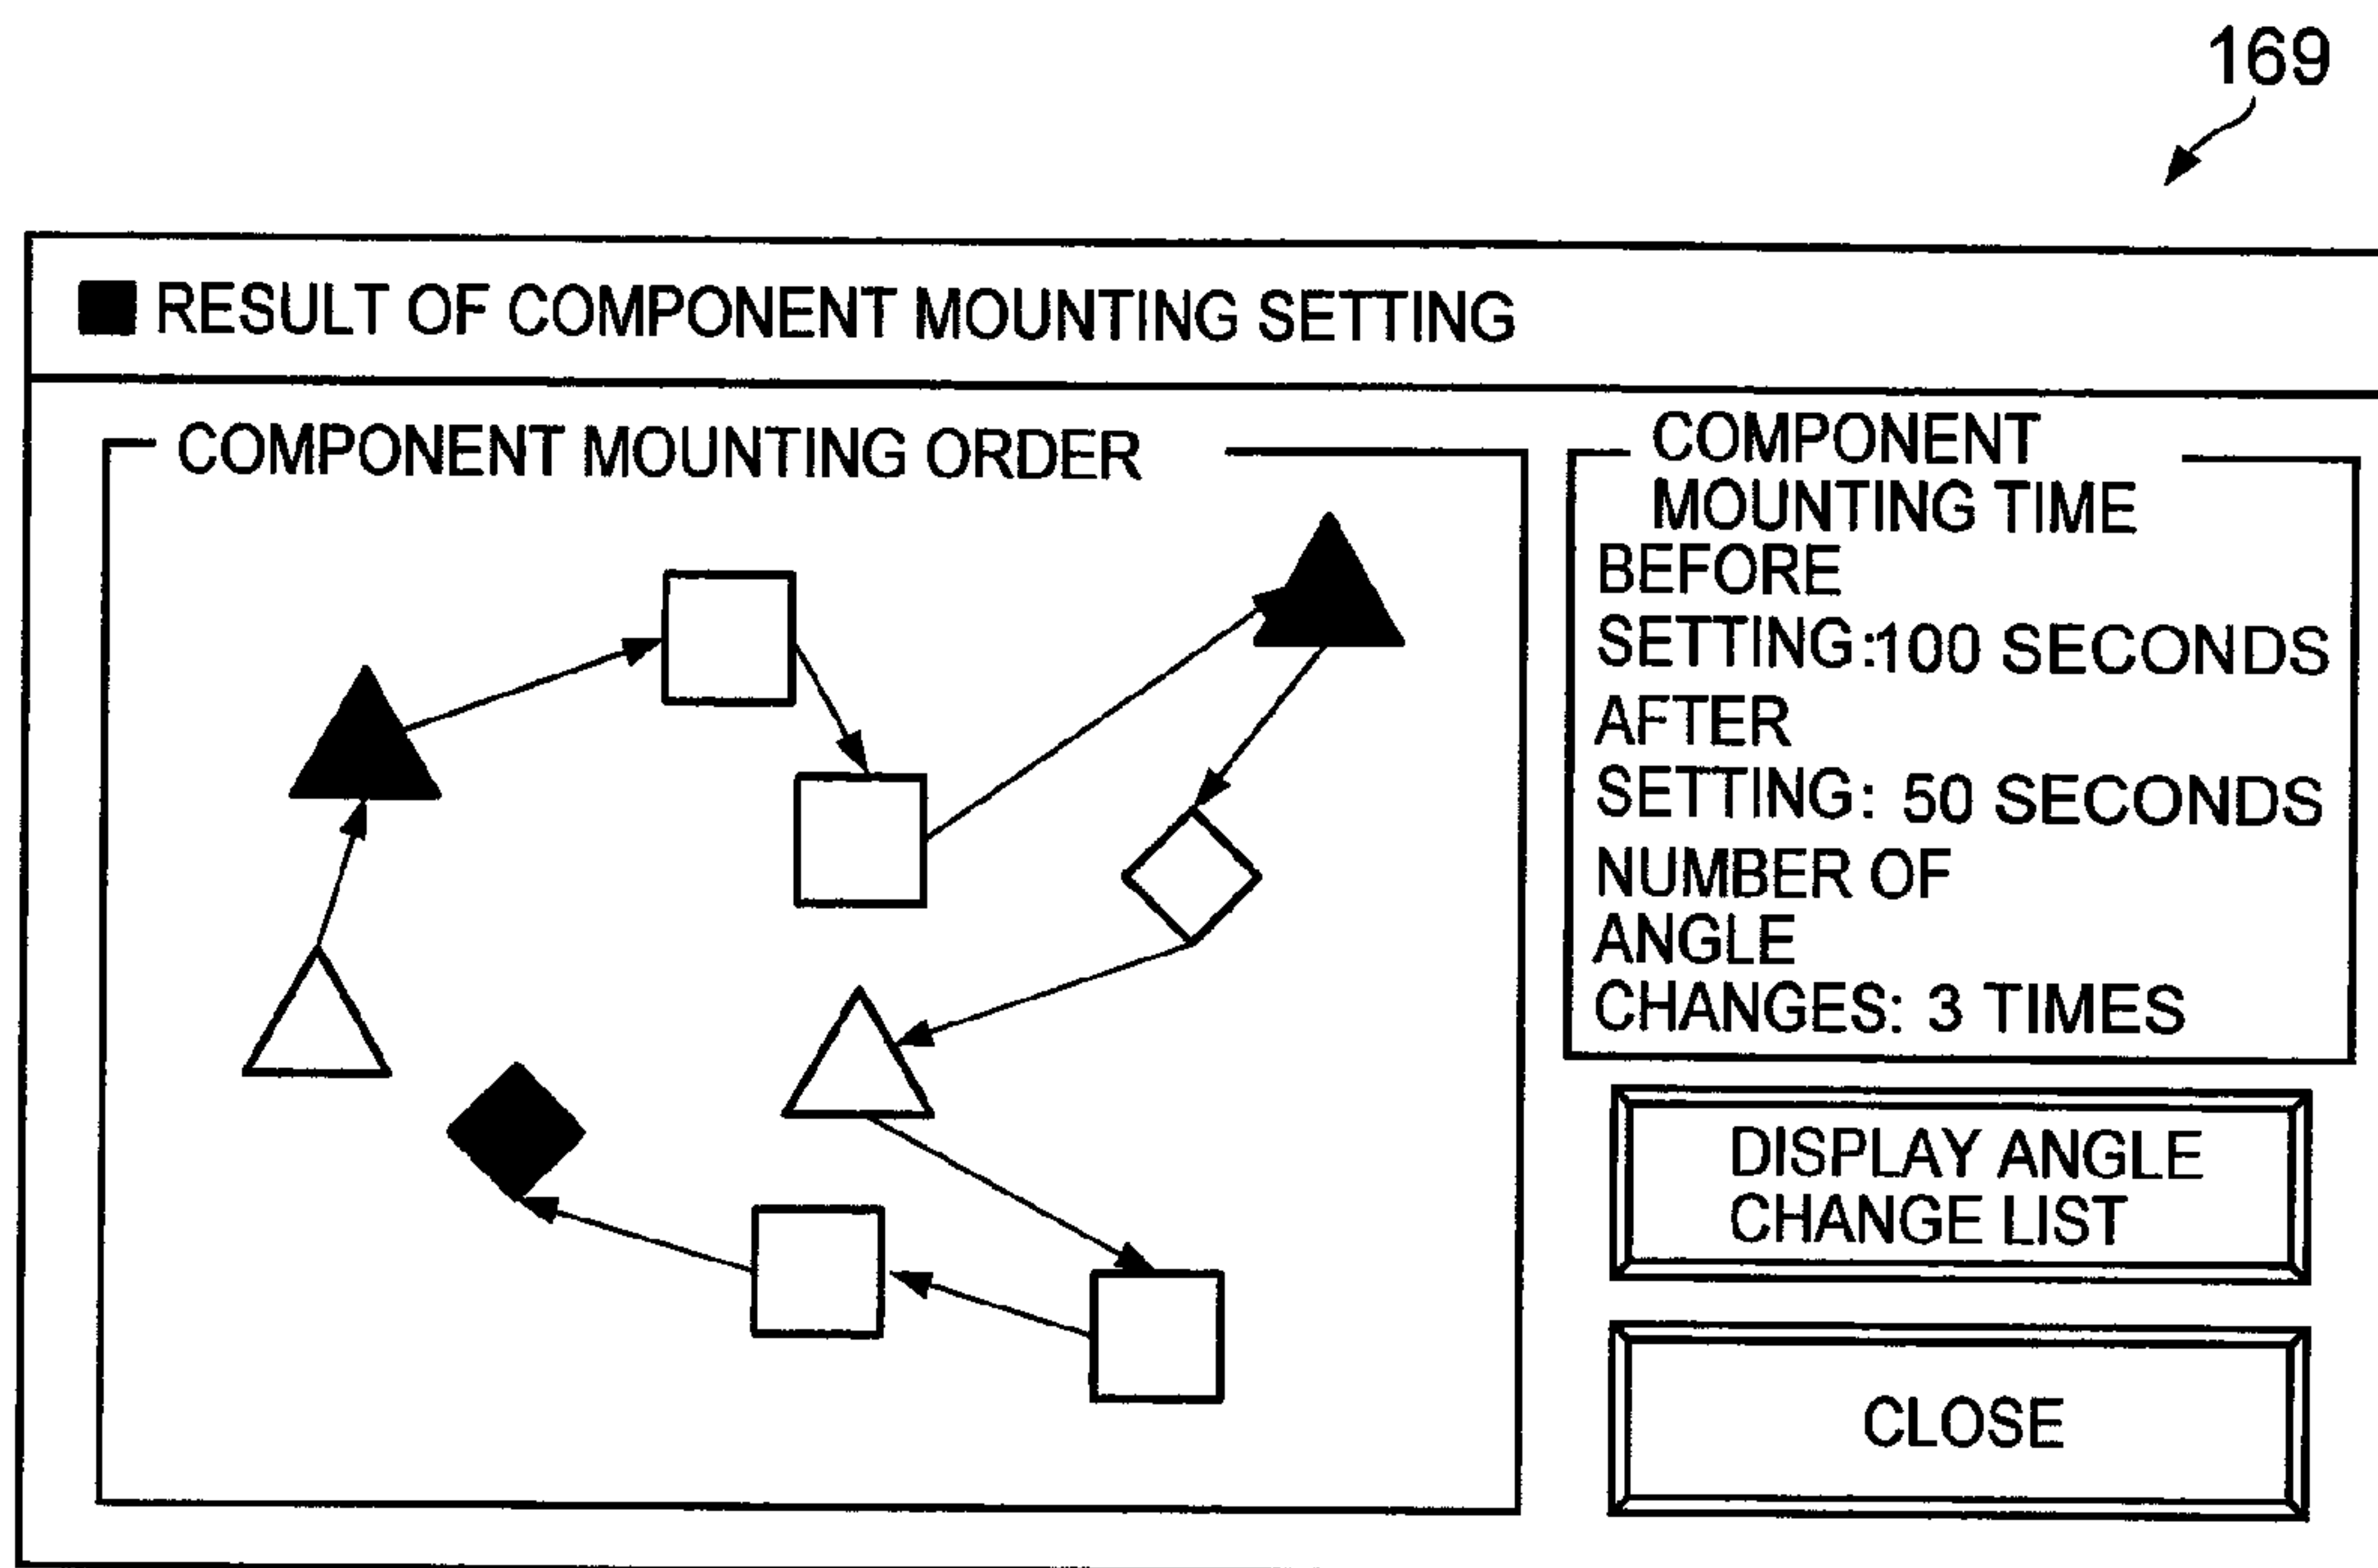 169
RESULT OF COMPONENT MOUNTING SETTING
COMPONENT MOUNTING ORDER
COMPONENT
MOUNTING TIME
BEFORE
SETTING:100 SECONDS
AFTER
SETTING: 50 SECONDS
NUMBER OF
ANGLE
CHANGES: 3 TIMES
DISPLAY ANGLE
CHANGE LIST
CLOSE